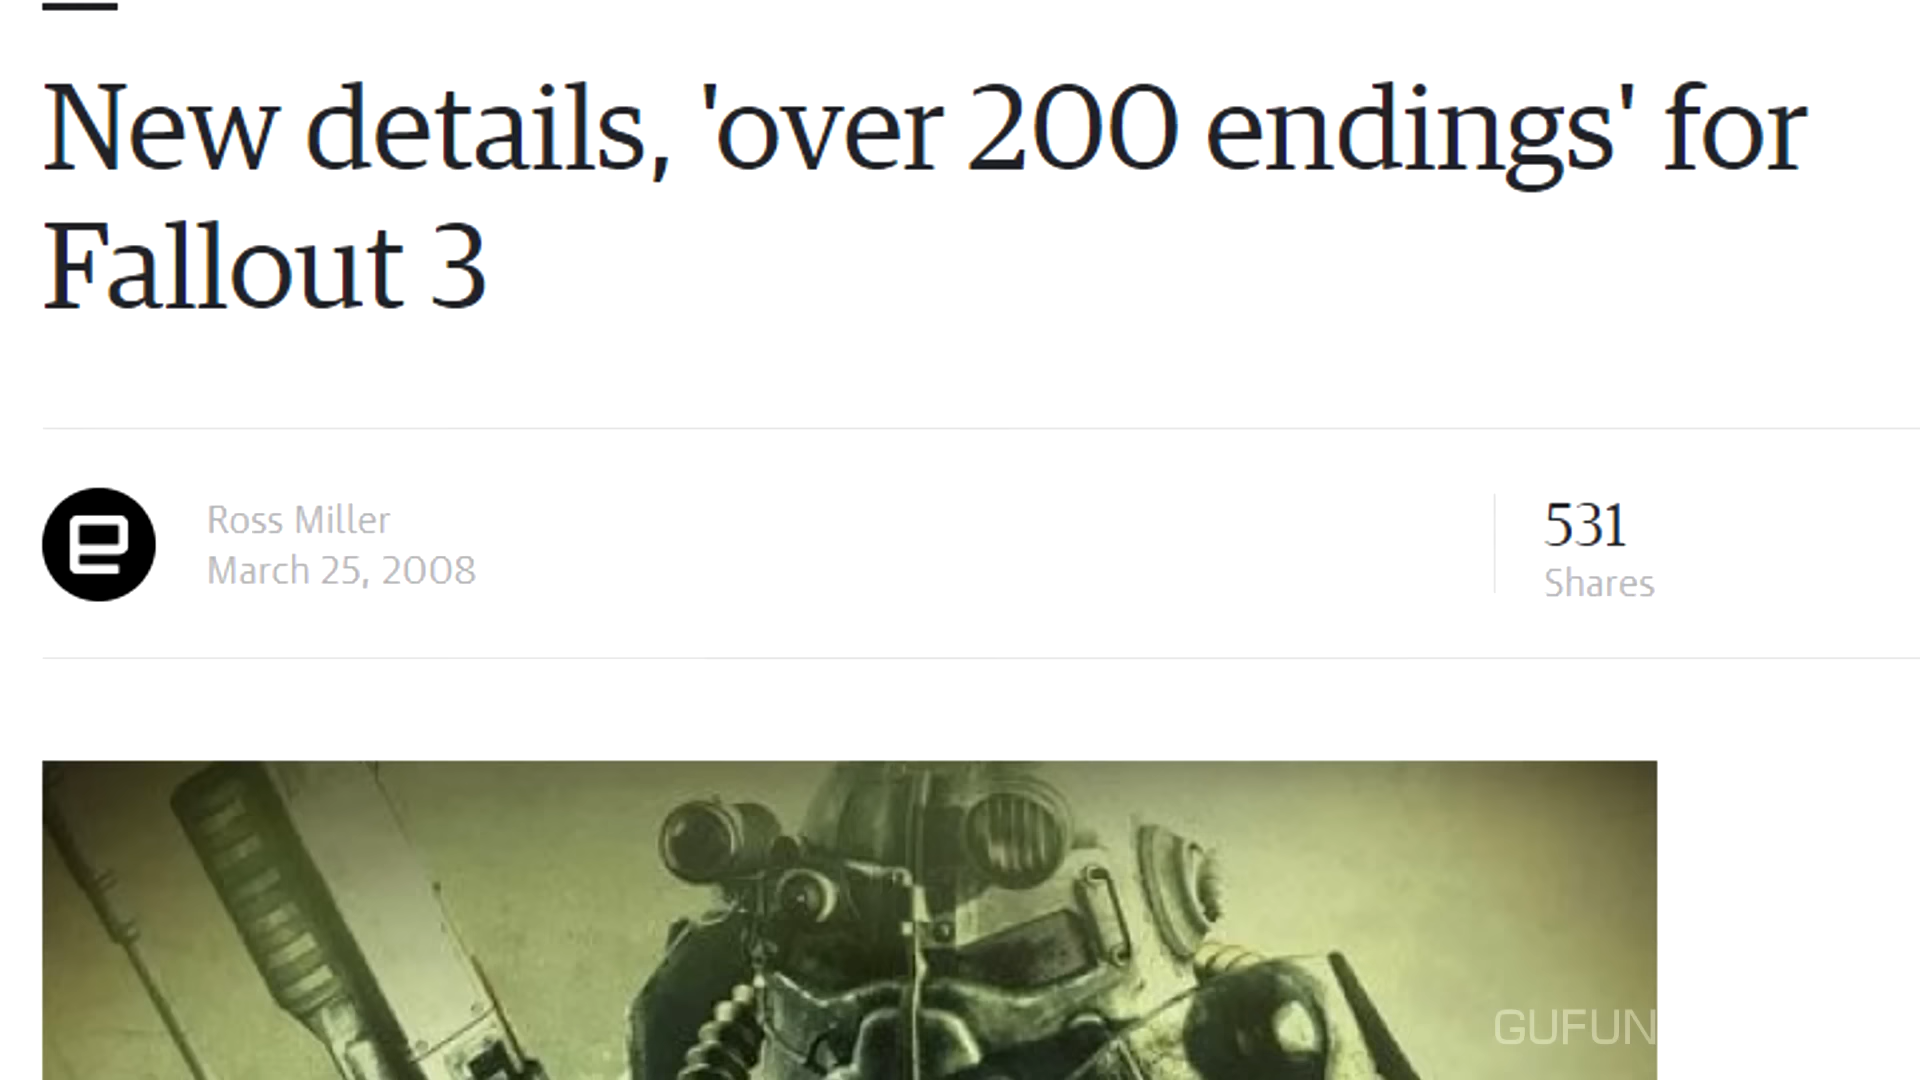 New details, 'over 200 endings' for
Fallout 3
Ross Miller
March 25, 2008
531
Shares
GUFUN